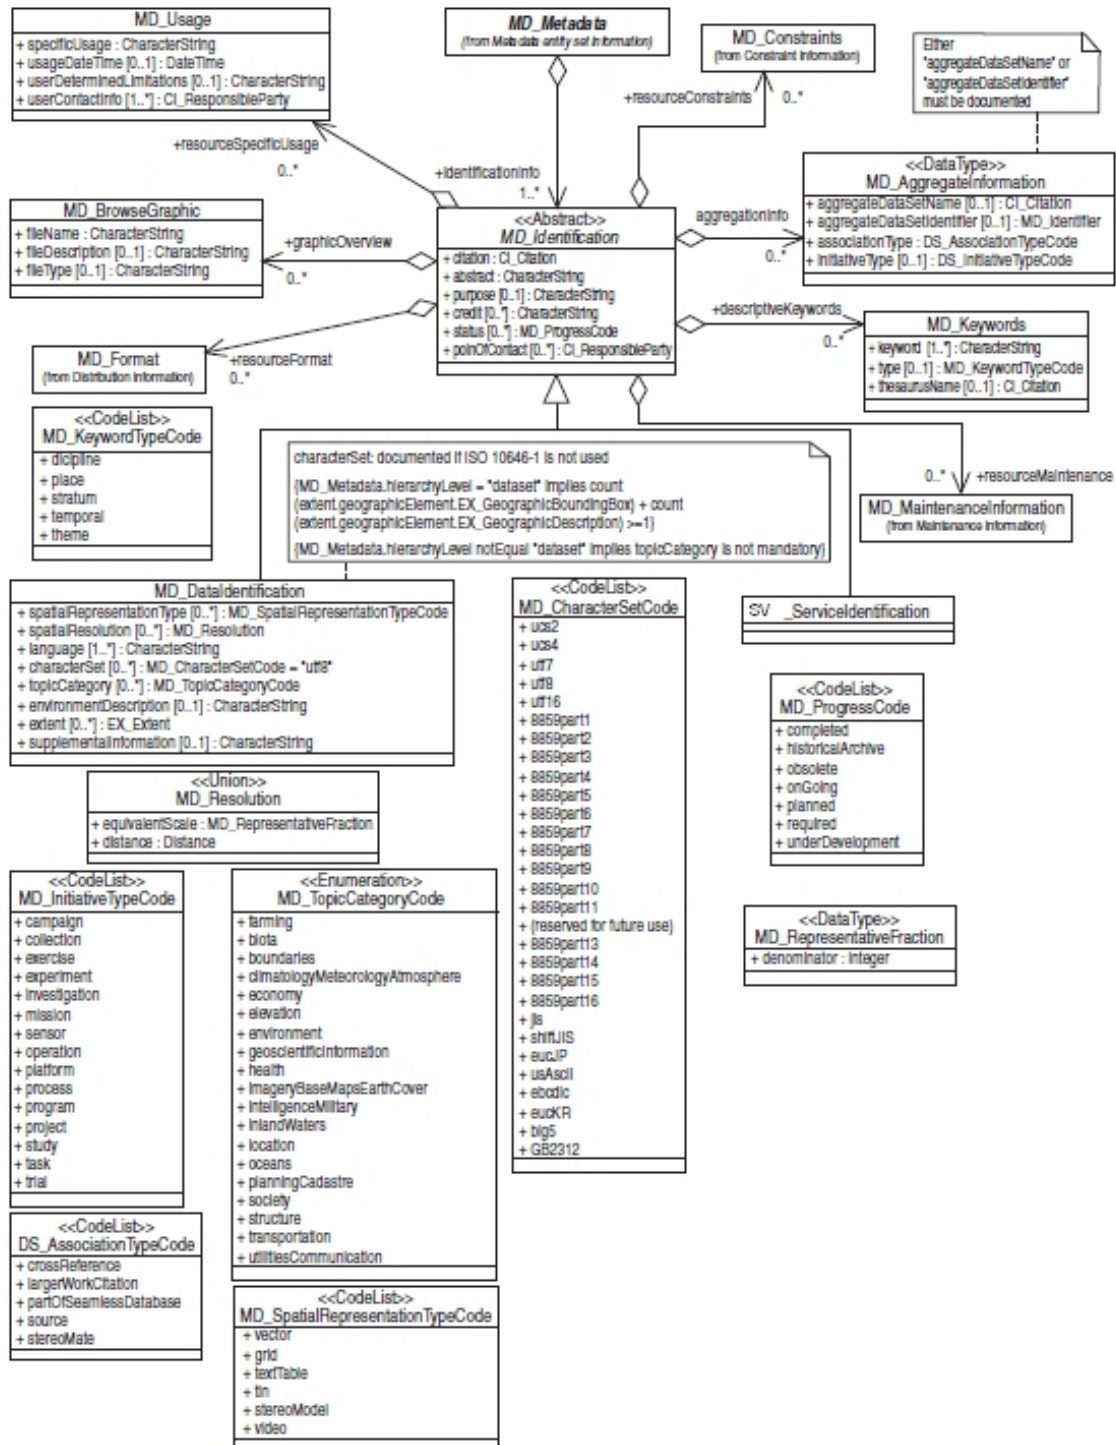 MD_Usage
+ specificUsage : CharacterString
+ usageDateTime [0..1] : DateTime
+ userDeterminedLimitations [0..1] : CharacterString
+ userContactInfo [1..*] : CI_ResponsibleParty
MD_Metadata
(from Metadata entity set information)
MD_Constraints
(from Constraint information)
Either
"aggregateDataSetName" or
"aggregateDataSetIdentifier"
must be documented
+resourceConstraints
0..*
+resourceSpecificUsage
0..*
+identificationInfo
1..*
<<DataType>>
MD_AggregateInformation
+ aggregateDataSetName [0..1] : CI_Citation
+ aggregateDataSetIdentifier [0..1] : MD_Identifier
+ associationType : DS_AssociationTypeCode
+ initiativeType [0..1] : DS_InitiativeTypeCode
MD_BrowseGraphic
+ fileName : CharacterString
+ fileDescription [0..1] : CharacterString
+ fileType [0..1] : CharacterString
+graphicOverview
0..*
<<Abstract>>
MD_Identification
+ citation : CI_Citation
+ abstract : CharacterString
+ purpose [0..1] : CharacterString
+ credit [0..*] : CharacterString
+ status [0..*] : MD_ProgressCode
+ poinOfContact [0..*] : CI_ResponsibleParty
aggregationInfo
0..*
+descriptiveKeywords
0..*
MD_Keywords
+ keyword [1..*] : CharacterString
+ type [0..1] : MD_KeywordTypeCode
+ thesaurusName [0..1] : CI_Citation
MD_Format
(from Distribution information)
+resourceFormat
0..*
<<CodeList>>
MD_KeywordTypeCode
+ dicipline
+ place
+ stratum
+ temporal
+ theme
characterSet: documented if ISO 10646-1 is not used
{MD_Metadata.hierarchyLevel = "dataset" implies count
(extent.geographicElement.EX_GeographicBoundingBox) + count
(extent.geographicElement.EX_GeographicDescription) >=1}
{MD_Metadata.hierarchyLevel notEqual "dataset" implies topicCategory is not mandatory}
0..*
+resourceMaintenance
MD_MaintenanceInformation
(from Maintenance information)
MD_DataIdentification
+ spatialRepresentationType [0..*] : MD_SpatialRepresentationTypeCode
+ spatialResolution [0..*] : MD_Resolution
+ language [1..*] : CharacterString
+ characterSet [0..*] : MD_CharacterSetCode = "utf8"
+ topicCategory [0..*] : MD_TopicCategoryCode
+ environmentDescription [0..1] : CharacterString
+ extent [0..*] : EX_Extent
+ supplementalInformation [0..1] : CharacterString
<<CodeList>>
MD_CharacterSetCode
+ ucs2
+ ucs4
+ utf7
+ utf8
+ utf16
+ 8859part1
+ 8859part2
+ 8859part3
+ 8859part4
+ 8859part5
+ 8859part6
+ 8859part7
+ 8859part8
+ 8859part9
+ 8859part10
+ 8859part11
+ (reserved for future use)
+ 8859part13
+ 8859part14
+ 8859part15
+ 8859part16
+ jis
+ shiftJIS
+ eucJP
+ usAscii
+ ebcdic
+ eucKR
+ big5
+ GB2312
SV _ServiceIdentification
<<CodeList>>
MD_ProgressCode
+ completed
+ historicalArchive
+ obsolete
+ onGoing
+ planned
+ required
+ underDevelopment
<<Union>>
MD_Resolution
+ equivalentScale : MD_RepresentativeFraction
+ distance : Distance
<<CodeList>>
MD_InitiativeTypeCode
+ campaign
+ collection
+ exercise
+ experiment
+ investigation
+ mission
+ sensor
+ operation
+ platform
+ process
+ program
+ project
+ study
+ task
+ trial
<<Enumeration>>
MD_TopicCategoryCode
+ farming
+ biota
+ boundaries
+ climatologyMeteorologyAtmosphere
+ economy
+ elevation
+ environment
+ geoscientificInformation
+ health
+ imageryBaseMapsEarthCover
+ intelligenceMilitary
+ inlandWaters
+ location
+ oceans
+ planningCadastre
+ society
+ structure
+ transportation
+ utilitiesCommunication
<<DataType>>
MD_RepresentativeFraction
+ denominator : Integer
<<CodeList>>
DS_AssociationTypeCode
+ crossReference
+ largerWorkCitation
+ partOfSeamlessDatabase
+ source
+ stereoMate
<<CodeList>>
MD_SpatialRepresentationTypeCode
+ vector
+ grid
+ textTable
+ tin
+ stereoModel
+ video